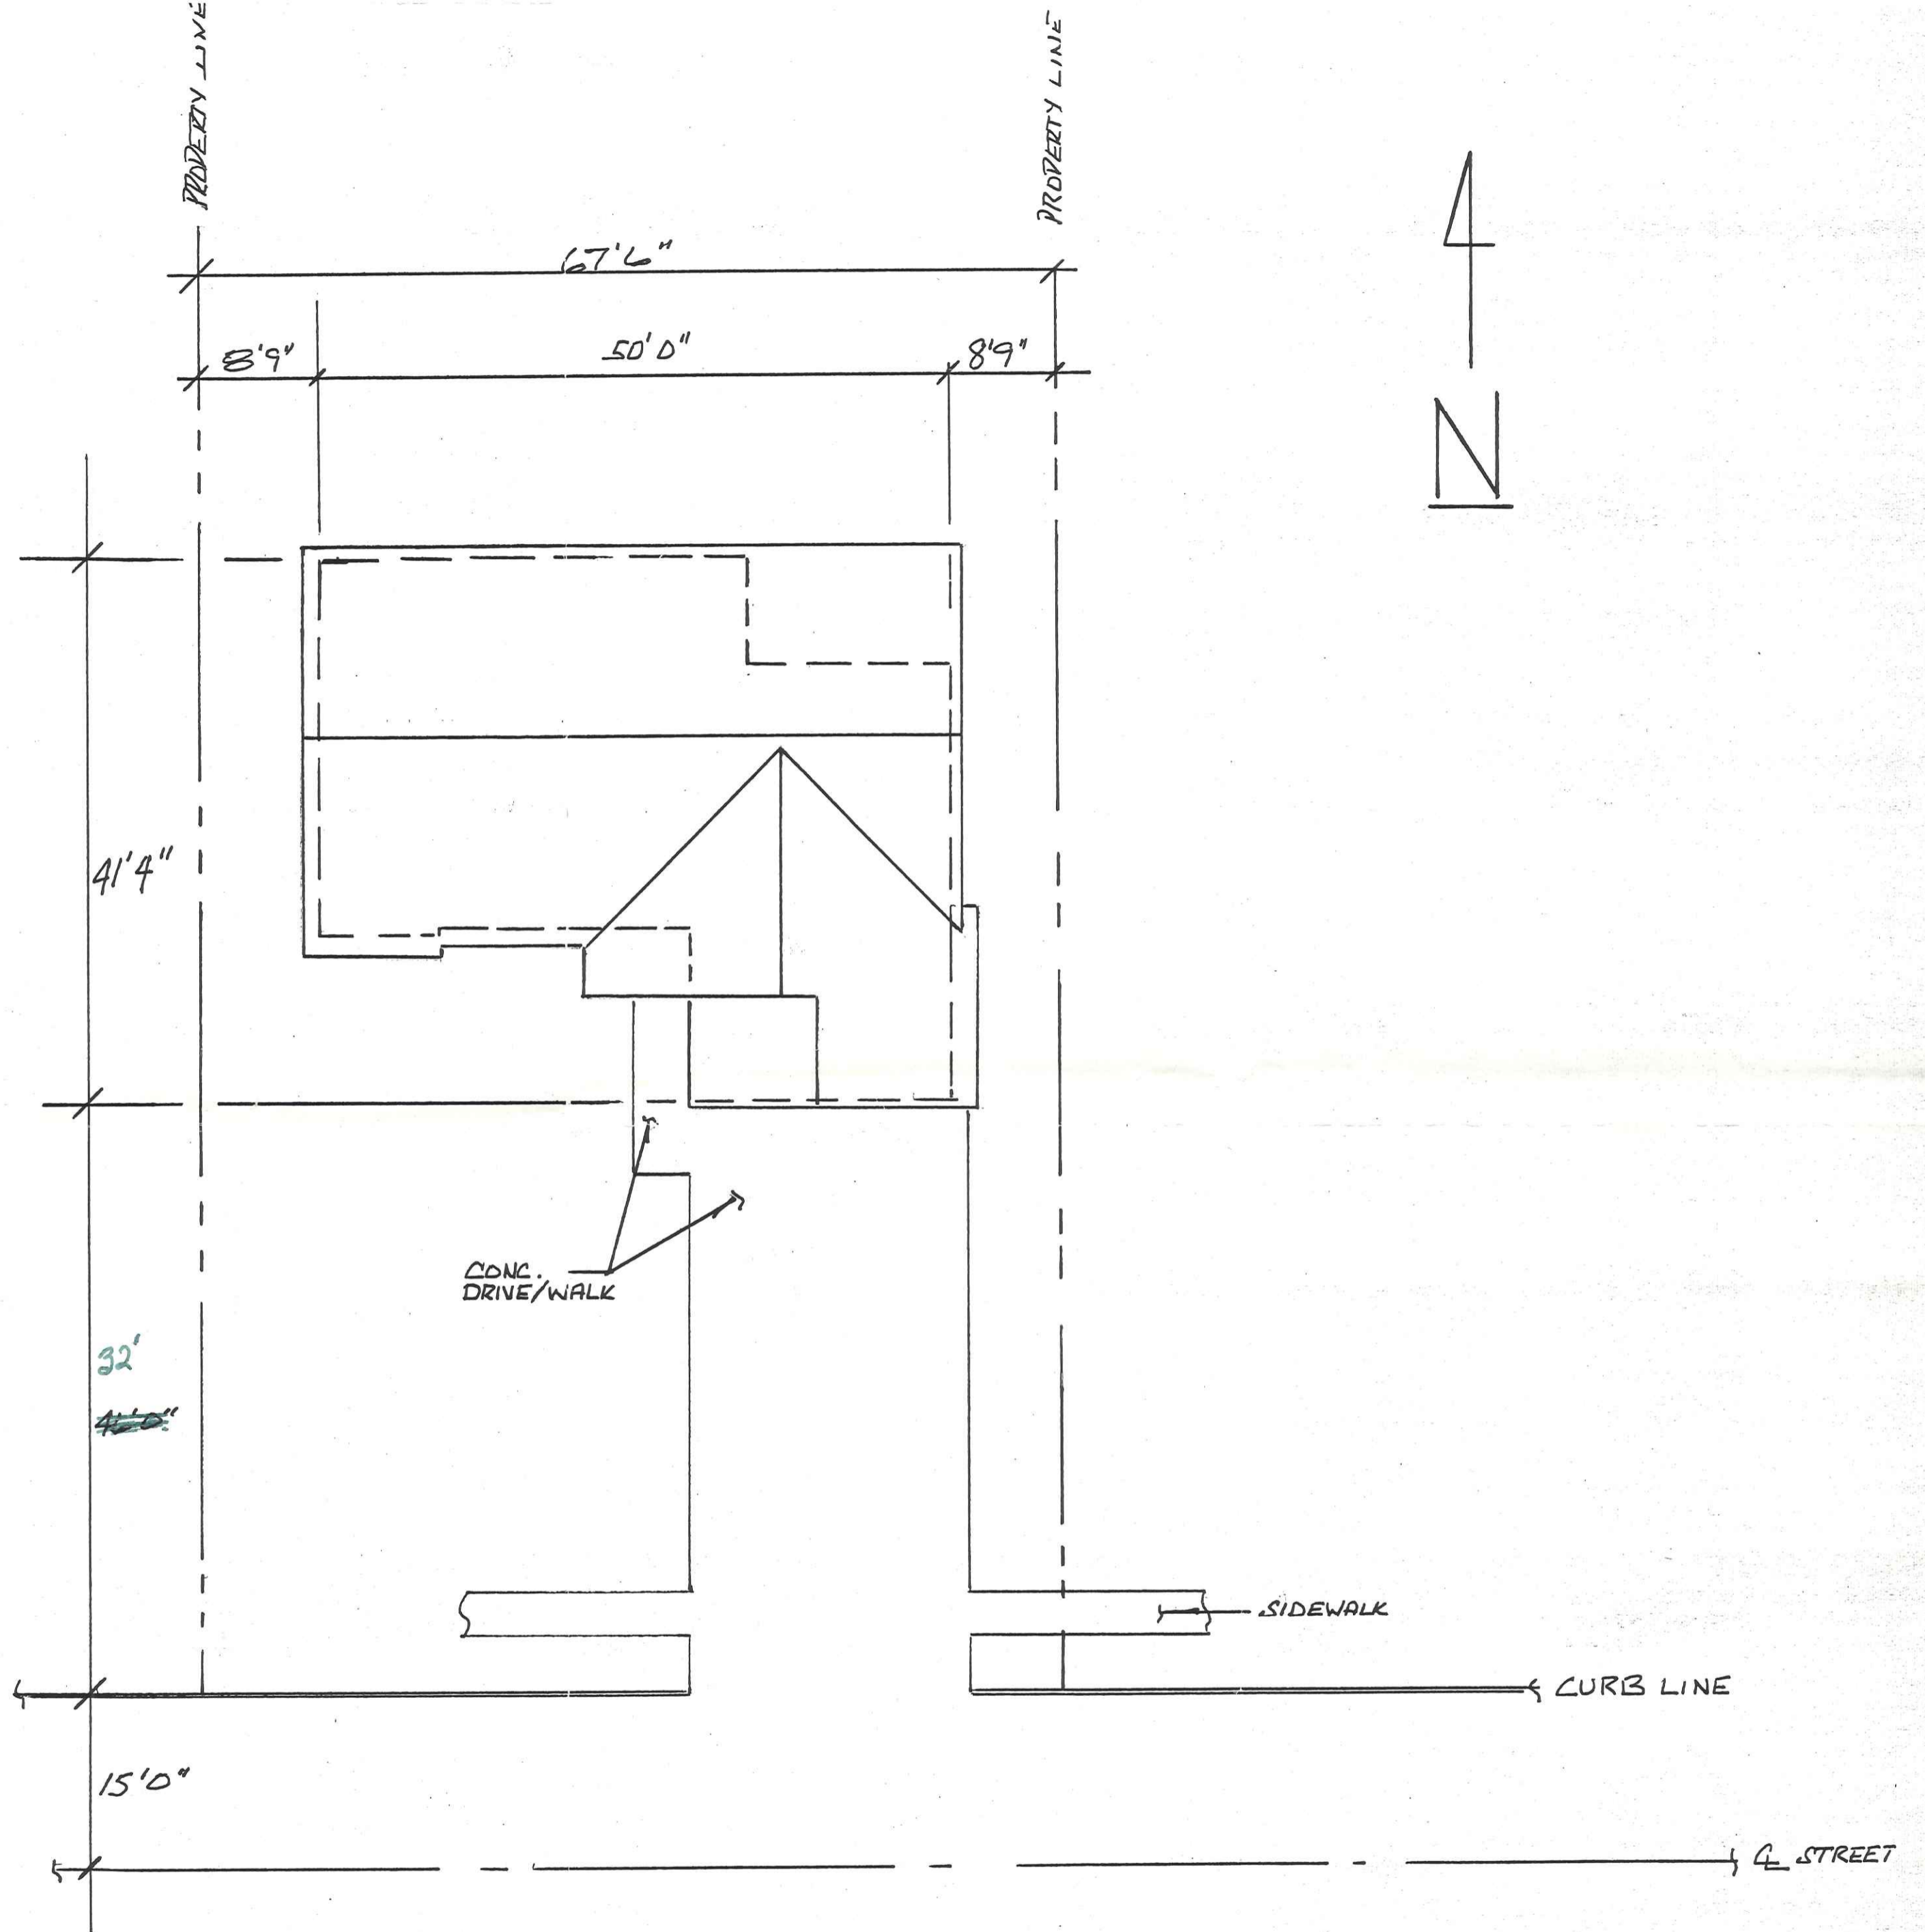 PROPERTY LINE
PROPERTY LINE
67'6"
8'9"
50'0"
8'9"
N
41'4"
CONC.
DRIVE/WALK
32'
SIDEWALK
CURB LINE
15'0"
℄ STREET